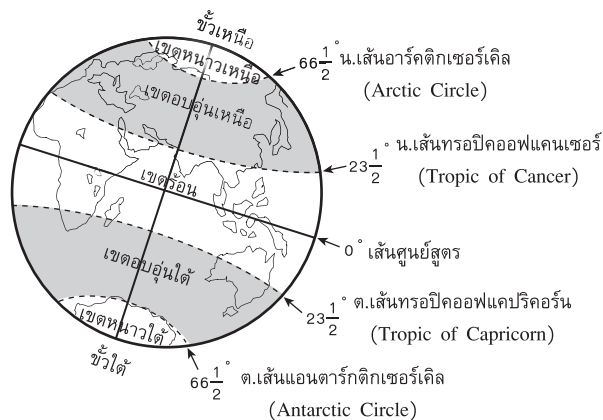 ขั้วเหนือ
เขตหนาวเหนือ
66 1/2 ° น.เส้นอาร์คติกเซอร์เคิล
(Arctic Circle)
เขตอบอุ่นเหนือ
23 1/2 ° น.เส้นทรอปิคออฟแคนเซอร์
(Tropic of Cancer)
เขตร้อน
0° เส้นศูนย์สูตร
เขตอบอุ่นใต้
23 1/2 ° ต.เส้นทรอปิคออฟแคปริคอร์น
(Tropic of Capricorn)
เขตหนาวใต้
ขั้วใต้
66 1/2 ° ต.เส้นแอนตาร์กติกเซอร์เคิล
(Antarctic Circle)